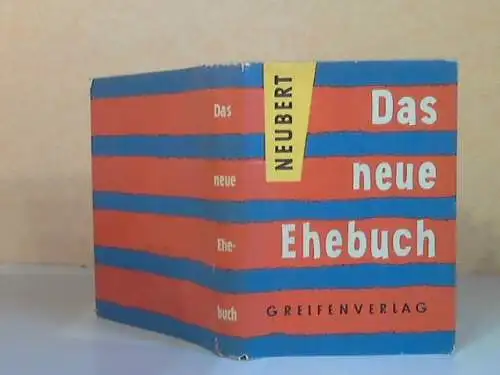 Das
neue
Ehe-
buch
NEUBERT
Das
neue
Ehebuch
GREIFENVERLAG